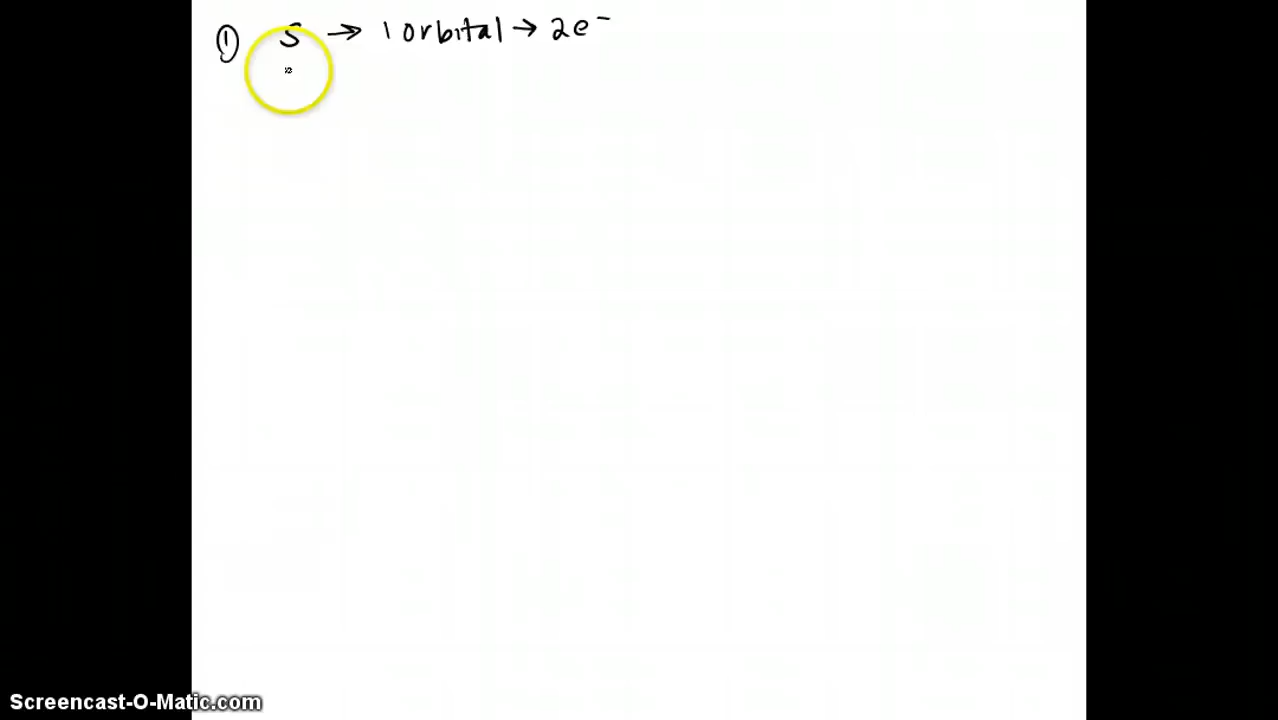 ① S → 1 orbital → 2e⁻
Screencast-O-Matic.com